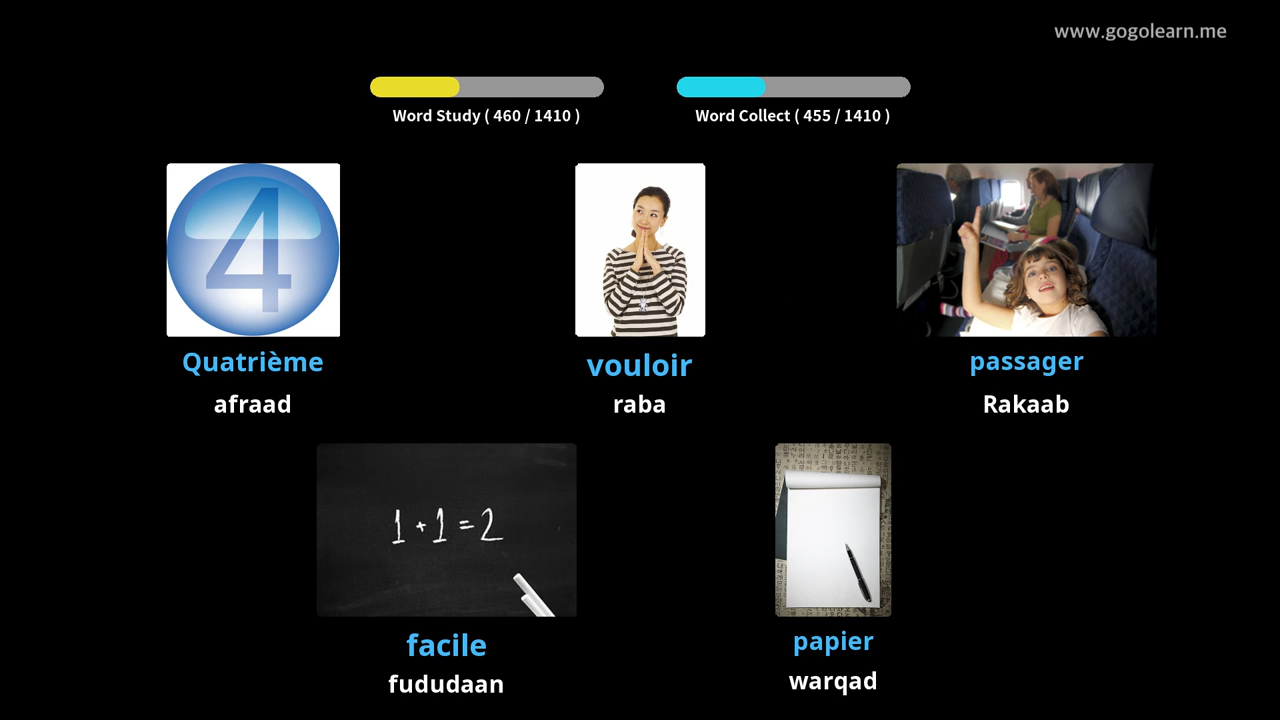 www.gogolearn.me
Word Study ( 460 / 1410 )
Word Collect ( 455 / 1410 )
4
Quatrième
afraad
vouloir
raba
passager
Rakaab
1 + 1 = 2
facile
fududaan
papier
warqad